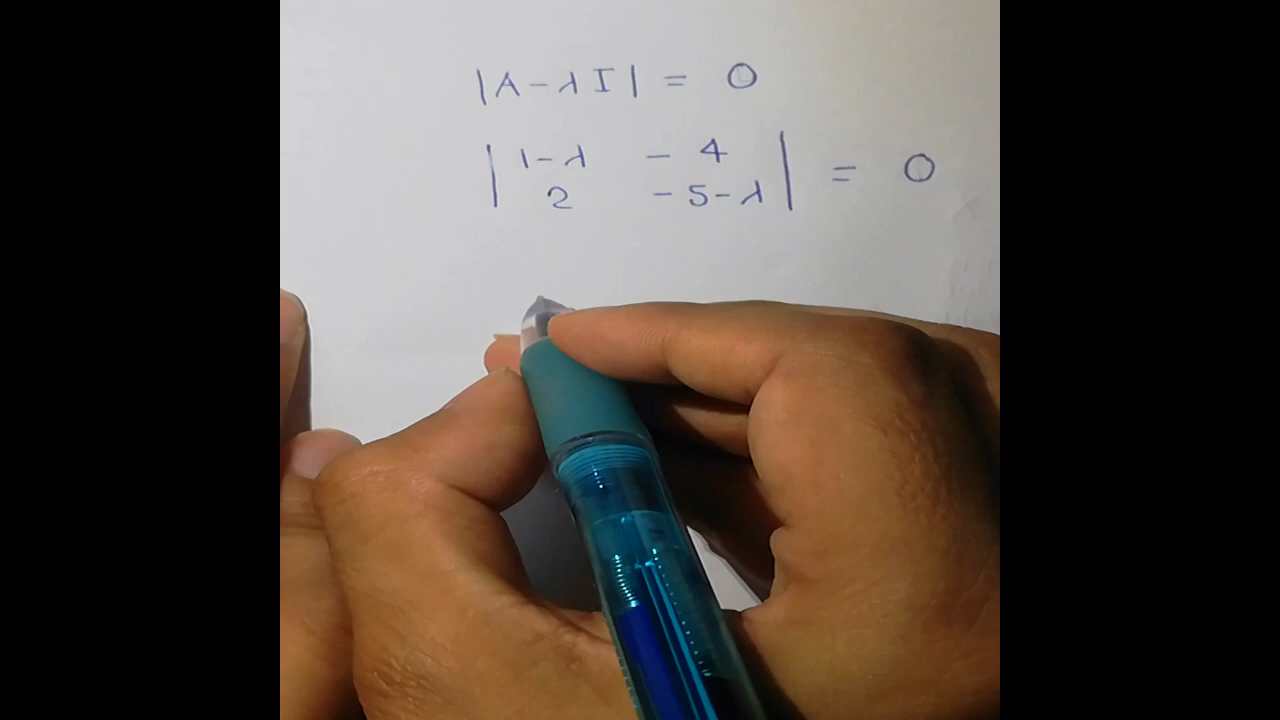 |A-λI| = 0
| 1-λ - 4 | = 0
| 2 -5-λ |